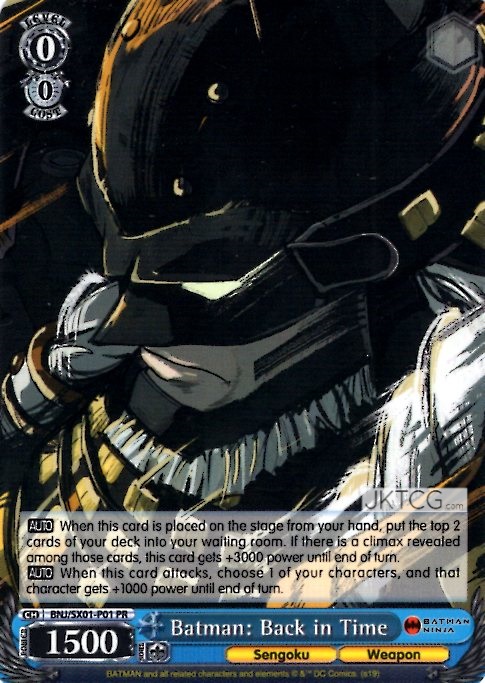 LEVEL
0
0
COST
JKTCG.com
AUTO When this card is placed on the stage from your hand, put the top 2
cards of your deck into your waiting room. If there is a climax revealed
among those cards, this card gets +3000 power until end of turn.
AUTO When this card attacks, choose 1 of your characters, and that
character gets +1000 power until end of turn.
CH BNJ/SX01-P01 PR
POWER 1500 SOUL Batman: Back in Time BATMAN NINJA
Sengoku Weapon
BATMAN and all related characters and elements © & ™ DC Comics. (s19)